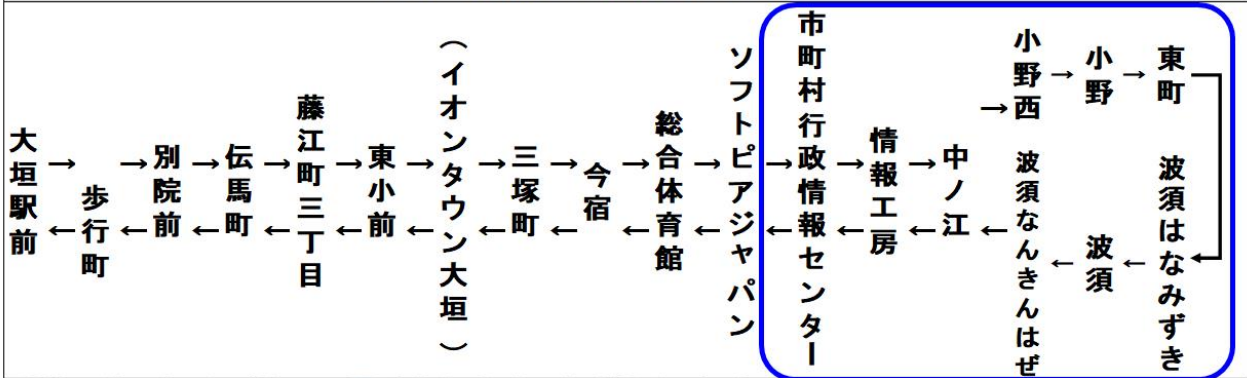 大垣駅前
→
←
歩行町
→
←
別院前
→
←
伝馬町
→
←
藤江町三丁目
→
←
東小前
→
←
（イオンタウン大垣）
→
←
三塚町
→
←
今宿
→
←
総合体育館
→
←
ソフトピアジャパン
→
←
市町村行政情報センター
→
←
情報工房
→
←
中ノ江
→
小野西
→
小野
→
東町
波須はなみずき
←
波須
←
波須なんきんはぜ
←